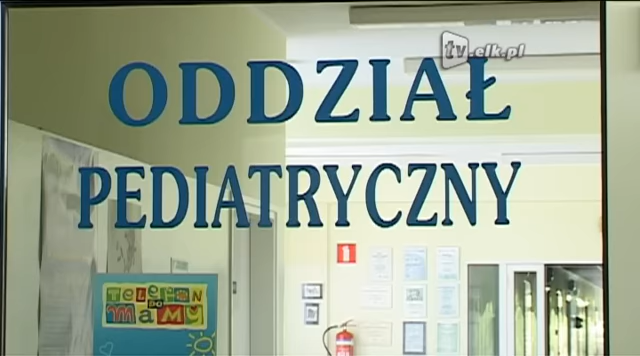 tv.elk.pl
ODDZIAŁ
PEDIATRYCZNY
TELEFON
DO
MAMY